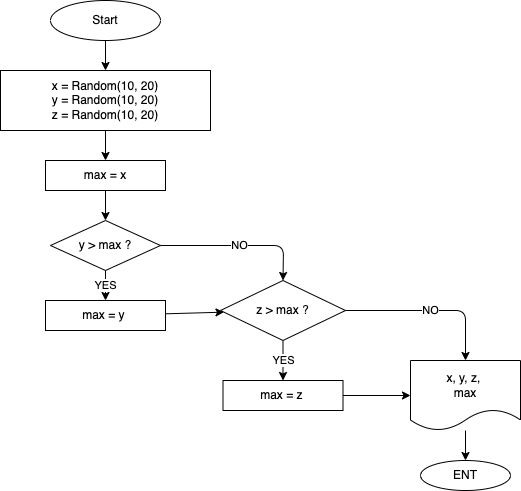 Start
x = Random(10, 20)
y = Random(10, 20)
z = Random(10, 20)
max = x
y > max ?
NO
YES
max = y
z > max ?
NO
YES
max = z
x, y, z,
max
ENT